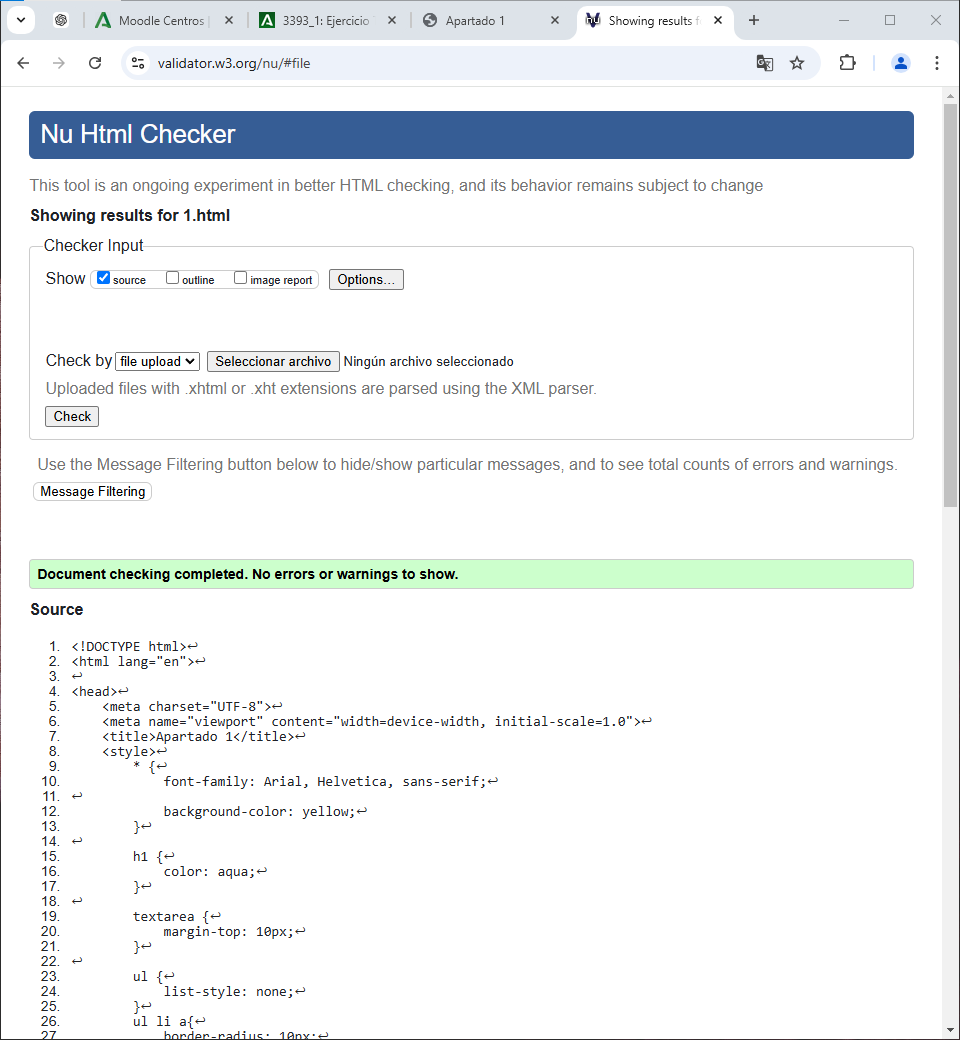 Moodle Centros
3393_1: Ejercicio
Apartado 1
Showing results f
validator.w3.org/nu/#file
Nu Html Checker
This tool is an ongoing experiment in better HTML checking, and its behavior remains subject to change
Showing results for 1.html
Checker Input
Show source outline image report Options...
Check by file upload Seleccionar archivo Ningún archivo seleccionado
Uploaded files with .xhtml or .xht extensions are parsed using the XML parser.
Check
Use the Message Filtering button below to hide/show particular messages, and to see total counts of errors and warnings.
Message Filtering
Document checking completed. No errors or warnings to show.
Source
1. <!DOCTYPE html>↩
2. <html lang="en">↩
3. ↩
4. <head>↩
5.     <meta charset="UTF-8">↩
6.     <meta name="viewport" content="width=device-width, initial-scale=1.0">↩
7.     <title>Apartado 1</title>↩
8.     <style>↩
9.         * {↩
10.             font-family: Arial, Helvetica, sans-serif;↩
11. ↩
12.             background-color: yellow;↩
13.         }↩
14. ↩
15.         h1 {↩
16.             color: aqua;↩
17.         }↩
18. ↩
19.         textarea {↩
20.             margin-top: 10px;↩
21.         }↩
22. ↩
23.         ul {↩
24.             list-style: none;↩
25.         }↩
26.         ul li a{↩
27.             border-radius: 10px;↩